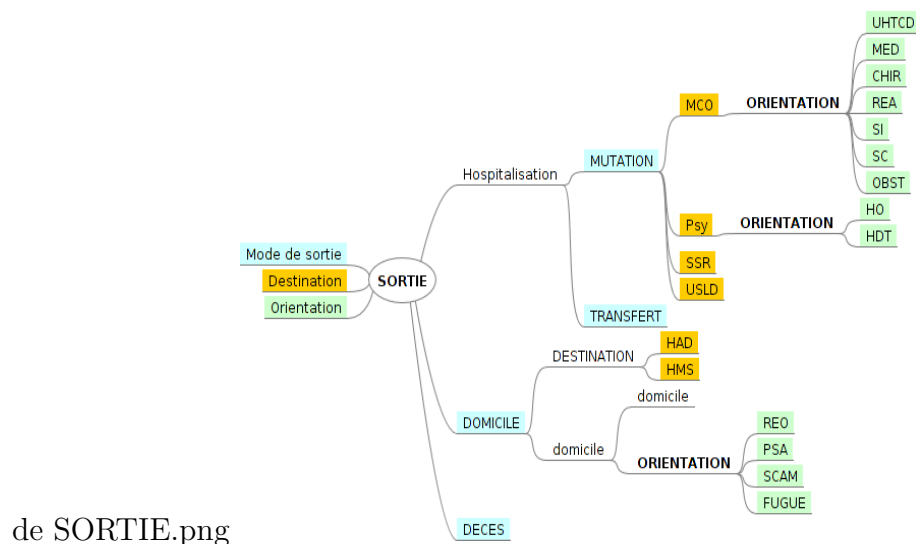 Mode de sortie
Destination
Orientation
SORTIE
Hospitalisation
MUTATION
MCO
ORIENTATION
UHTCD
MED
CHIR
REA
SI
SC
OBST
Psy
ORIENTATION
HO
HDT
SSR
USLD
TRANSFERT
DOMICILE
DESTINATION
HAD
HMS
domicile
domicile
ORIENTATION
REO
PSA
SCAM
FUGUE
DECES
de SORTIE.png